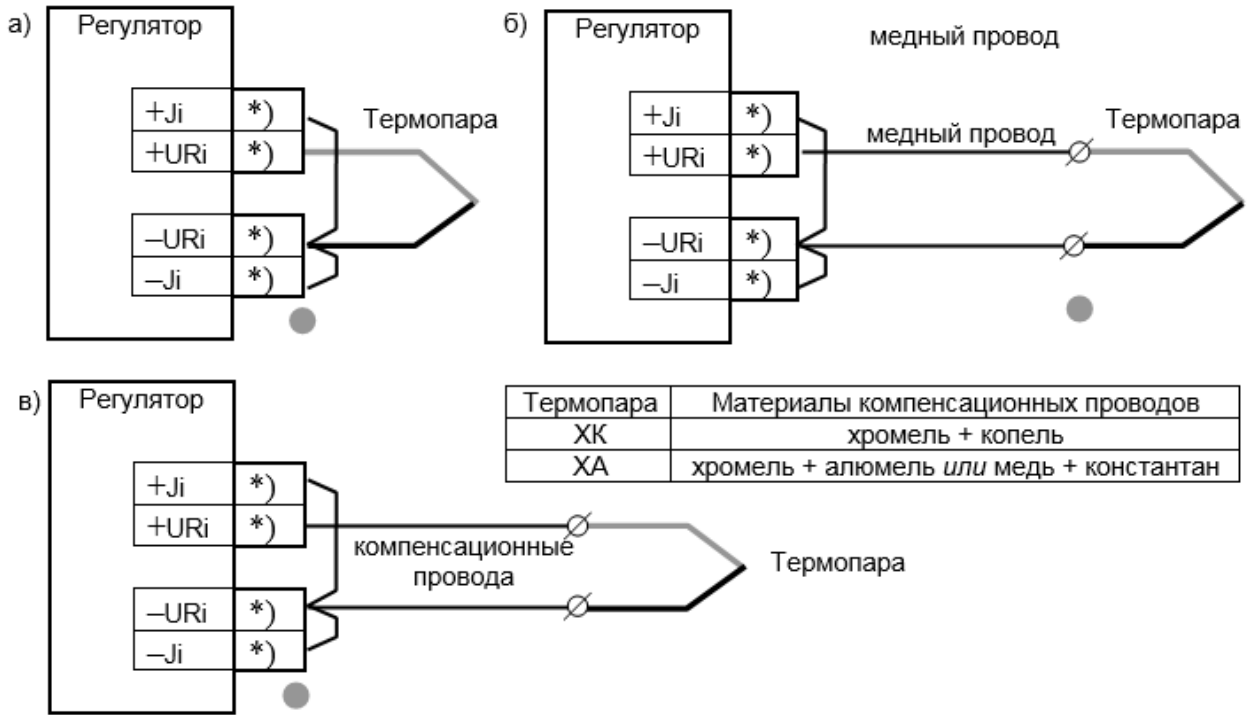 а)
Регулятор
+Ji *)
+URi *)
–URi *)
–Ji *)
Термопара
б)
Регулятор
медный провод
+Ji *)
+URi *)
–URi *)
–Ji *)
медный провод
Термопара
в)
Регулятор
+Ji *)
+URi *)
–URi *)
–Ji *)
компенсационные
провода
Термопара
Термопара Материалы компенсационных проводов
ХК хромель + копель
ХА хромель + алюмель или медь + константан